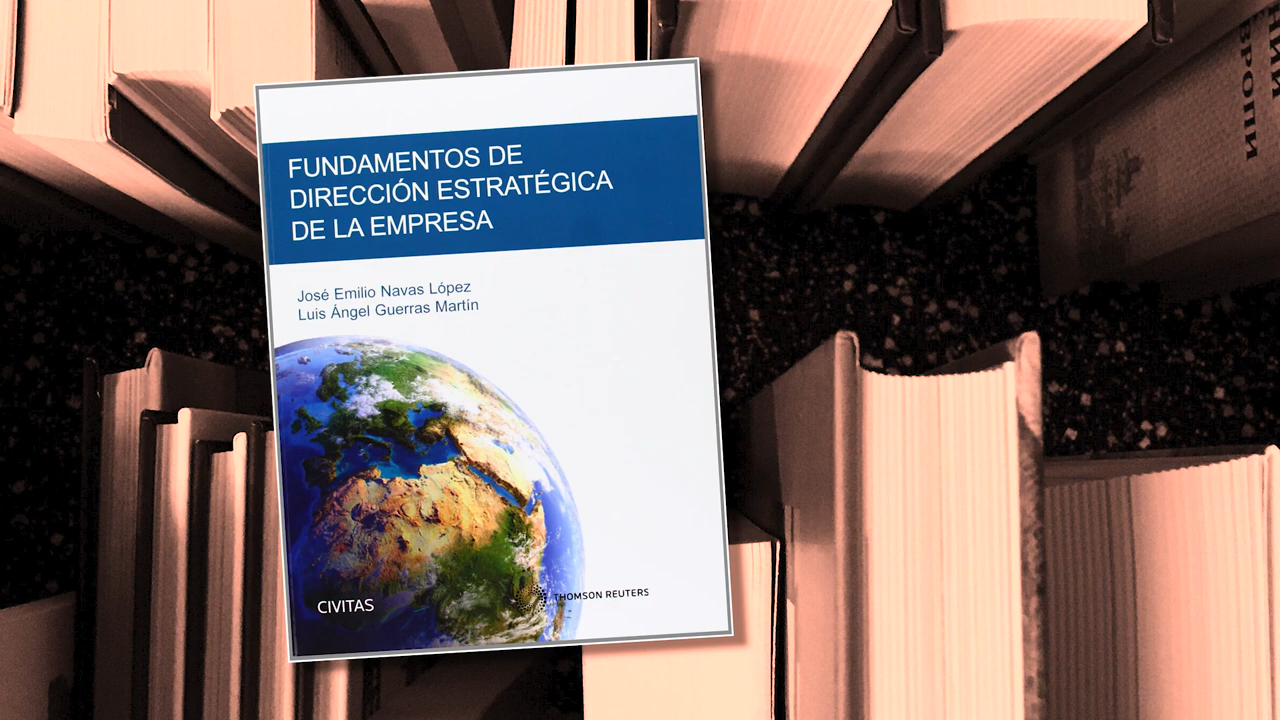 FUNDAMENTOS DE
DIRECCIÓN ESTRATÉGICA
DE LA EMPRESA
José Emilio Navas López
Luis Ángel Guerras Martín
CIVITAS
THOMSON REUTERS